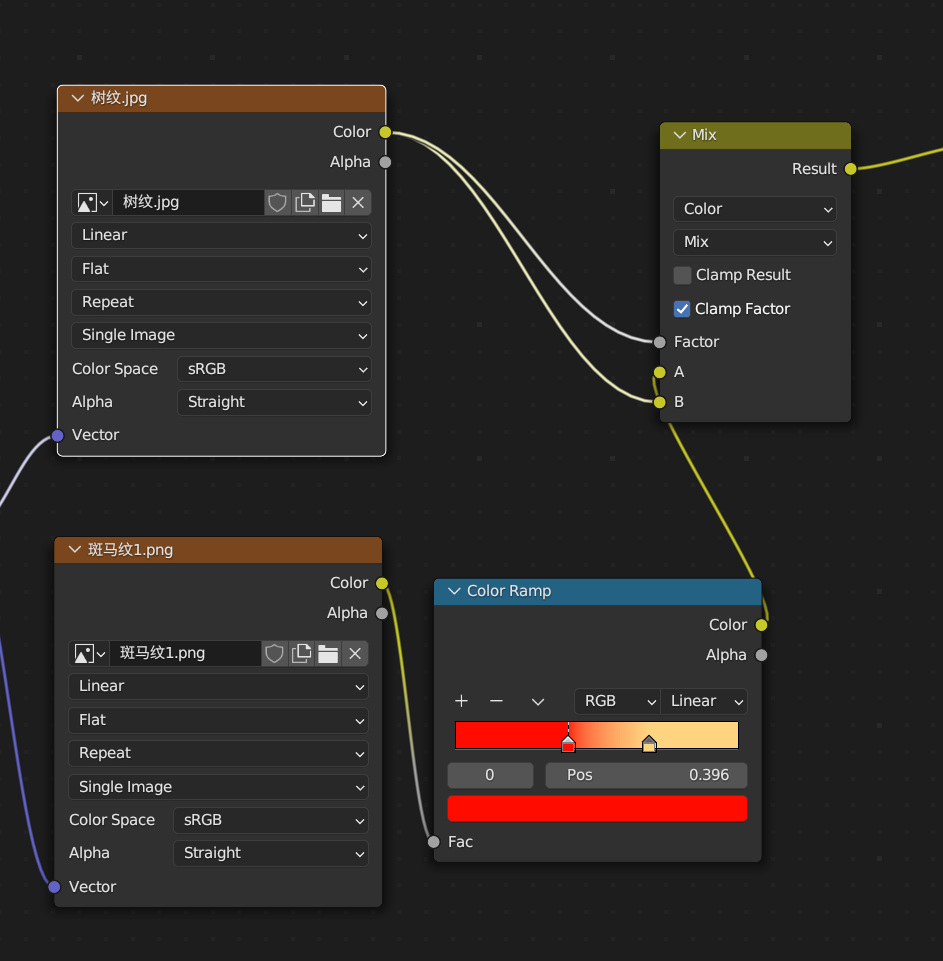 树纹.jpg
Color
Alpha
树纹.jpg
Linear
Flat
Repeat
Single Image
Color Space sRGB
Alpha Straight
Vector
Mix
Result
Color
Mix
Clamp Result
Clamp Factor
Factor
A
B
斑马纹1.png
Color
Alpha
斑马纹1.png
Linear
Flat
Repeat
Single Image
Color Space sRGB
Alpha Straight
Vector
Color Ramp
Color
Alpha
RGB Linear
0 Pos 0.396
Fac